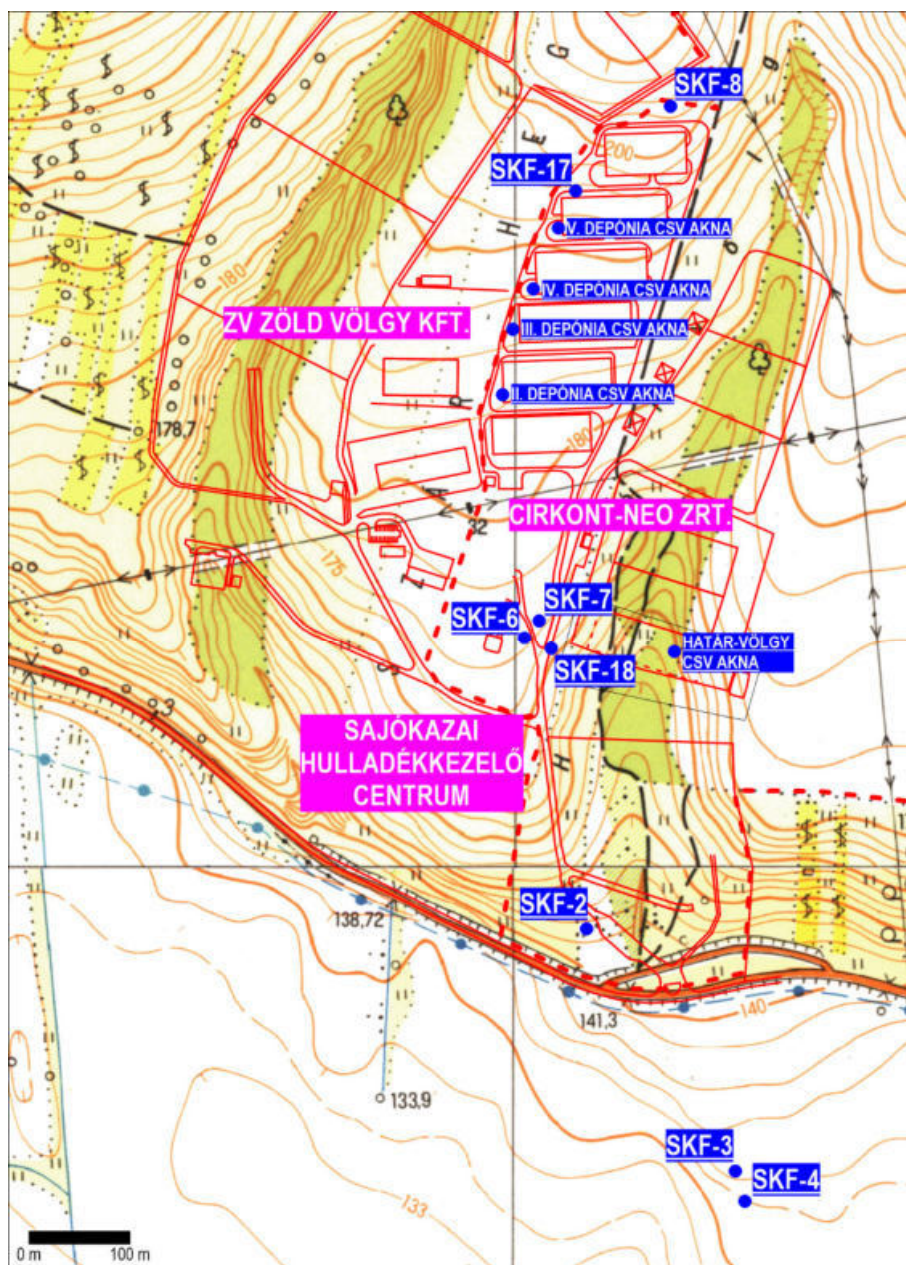 G
SKF-8
g
E
200
l
SKF-17
H
V. DEPÓNIA CSV AKNA
o
180
IV. DEPÓNIA CSV AKNA
ZV ZÖLD VÖLGY KFT.
III. DEPÓNIA CSV AKNA
R
II. DEPÓNIA CSV AKNA
178,7
180
A
32
CIRKONT-NEO ZRT.
175
Z
SKF-7
SKF-6
SKF-18
HATÁR-VÖLGY
CSV AKNA
S
SAJÓKAZAI
HULLADÉKKEZELŐ
CENTRUM
H
138,72
SKF-2
141,3
140
133,9
SKF-3
SKF-4
133
0 m
100 m